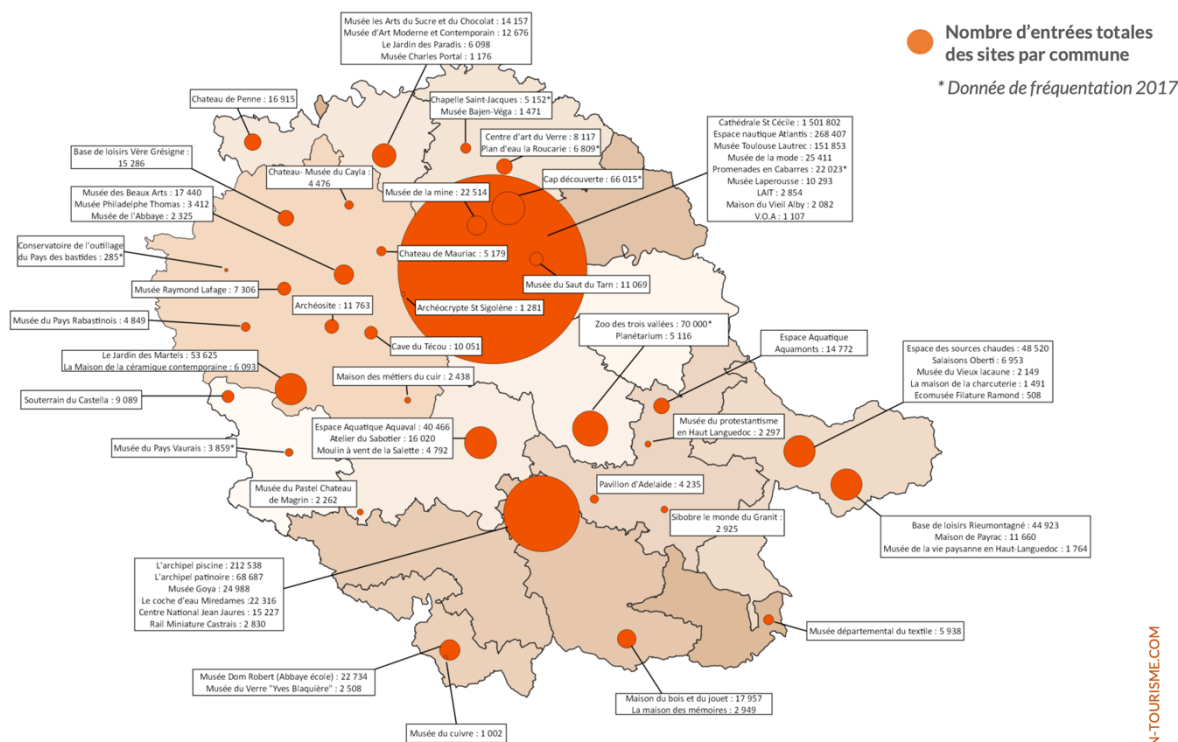 Nombre d'entrées totales
des sites par commune
* Donnée de fréquentation 2017
Musée les Arts du Sucre et du Chocolat : 14 157
Musée d'Art Moderne et Contemporain : 12 676
Le Jardin des Paradis : 6 098
Musée Charles Portal : 1 176
Chateau de Penne : 16 915
Chapelle Saint-Jacques : 5 152*
Musée Bajen-Véga : 1 471
Centre d'art du Verre : 8 117
Plan d'eau la Roucarie : 6 809*
Cathédrale St Cécile : 1 501 802
Espace nautique Atlantis : 268 407
Musée Toulouse Lautrec : 151 853
Musée de la mode : 25 411
Promenades en Cabarres : 22 023*
Musée Laperousse : 10 293
LAIT : 2 854
Maison du Vieil Alby : 2 082
V.O.A : 1 107
Base de loisirs Vère Grésigne :
15 286
Chateau- Musée du Cayla :
4 476
Cap découverte : 66 015*
Musée de la mine : 22 514
Musée des Beaux Arts : 17 440
Musée Philadelphe Thomas : 3 412
Musée de l'Abbaye : 2 325
Conservatoire de l'outillage
du Pays des bastides : 285*
Chateau de Mauriac : 5 179
Musée du Saut du Tarn : 11 069
Musée Raymond Lafage : 7 306
Archéosite : 11 763
Archéocrypte St Sigolène : 1 281
Musée du Pays Rabastinois : 4 849
Cave du Técou : 10 051
Zoo des trois vallées : 70 000*
Planétarium : 5 116
Espace Aquatique
Aquamonts : 14 772
Espace des sources chaudes : 48 520
Salaisons Oberti : 6 953
Musée du Vieux lacaune : 2 149
La maison de la charcuterie : 1 491
Ecomusée Filature Ramond : 508
Le Jardin des Martels : 53 625
La Maison de la céramique contemporaine : 6 093
Maison des métiers du cuir : 2 438
Souterrain du Castella : 9 089
Espace Aquatique Aquaval : 40 466
Atelier du Sabotier : 16 020
Moulin à vent de la Salette : 4 792
Musée du protestantisme
en Haut Languedoc : 2 297
Musée du Pays Vaurais : 3 859*
Musée du Pastel Chateau
de Magrin : 2 262
Pavillon d'Adelaide : 4 235
Sibobre le monde du Granit :
2 925
Base de loisirs Rieumontagné : 44 923
Maison de Payrac : 11 660
Musée de la vie paysanne en Haut-Languedoc : 1 764
L'archipel piscine : 212 538
L'archipel patinoire : 68 687
Musée Goya : 24 988
Le coche d'eau Miredames :22 316
Centre National Jean Jaures : 15 227
Rail Miniature Castrais : 2 830
Musée départemental du textile : 5 938
Musée Dom Robert (Abbaye école) : 22 734
Musée du Verre "Yves Blaquière" : 2 508
Maison du bois et du jouet : 17 957
La maison des mémoires : 2 949
Musée du cuivre : 1 002
N-TOURISME.COM